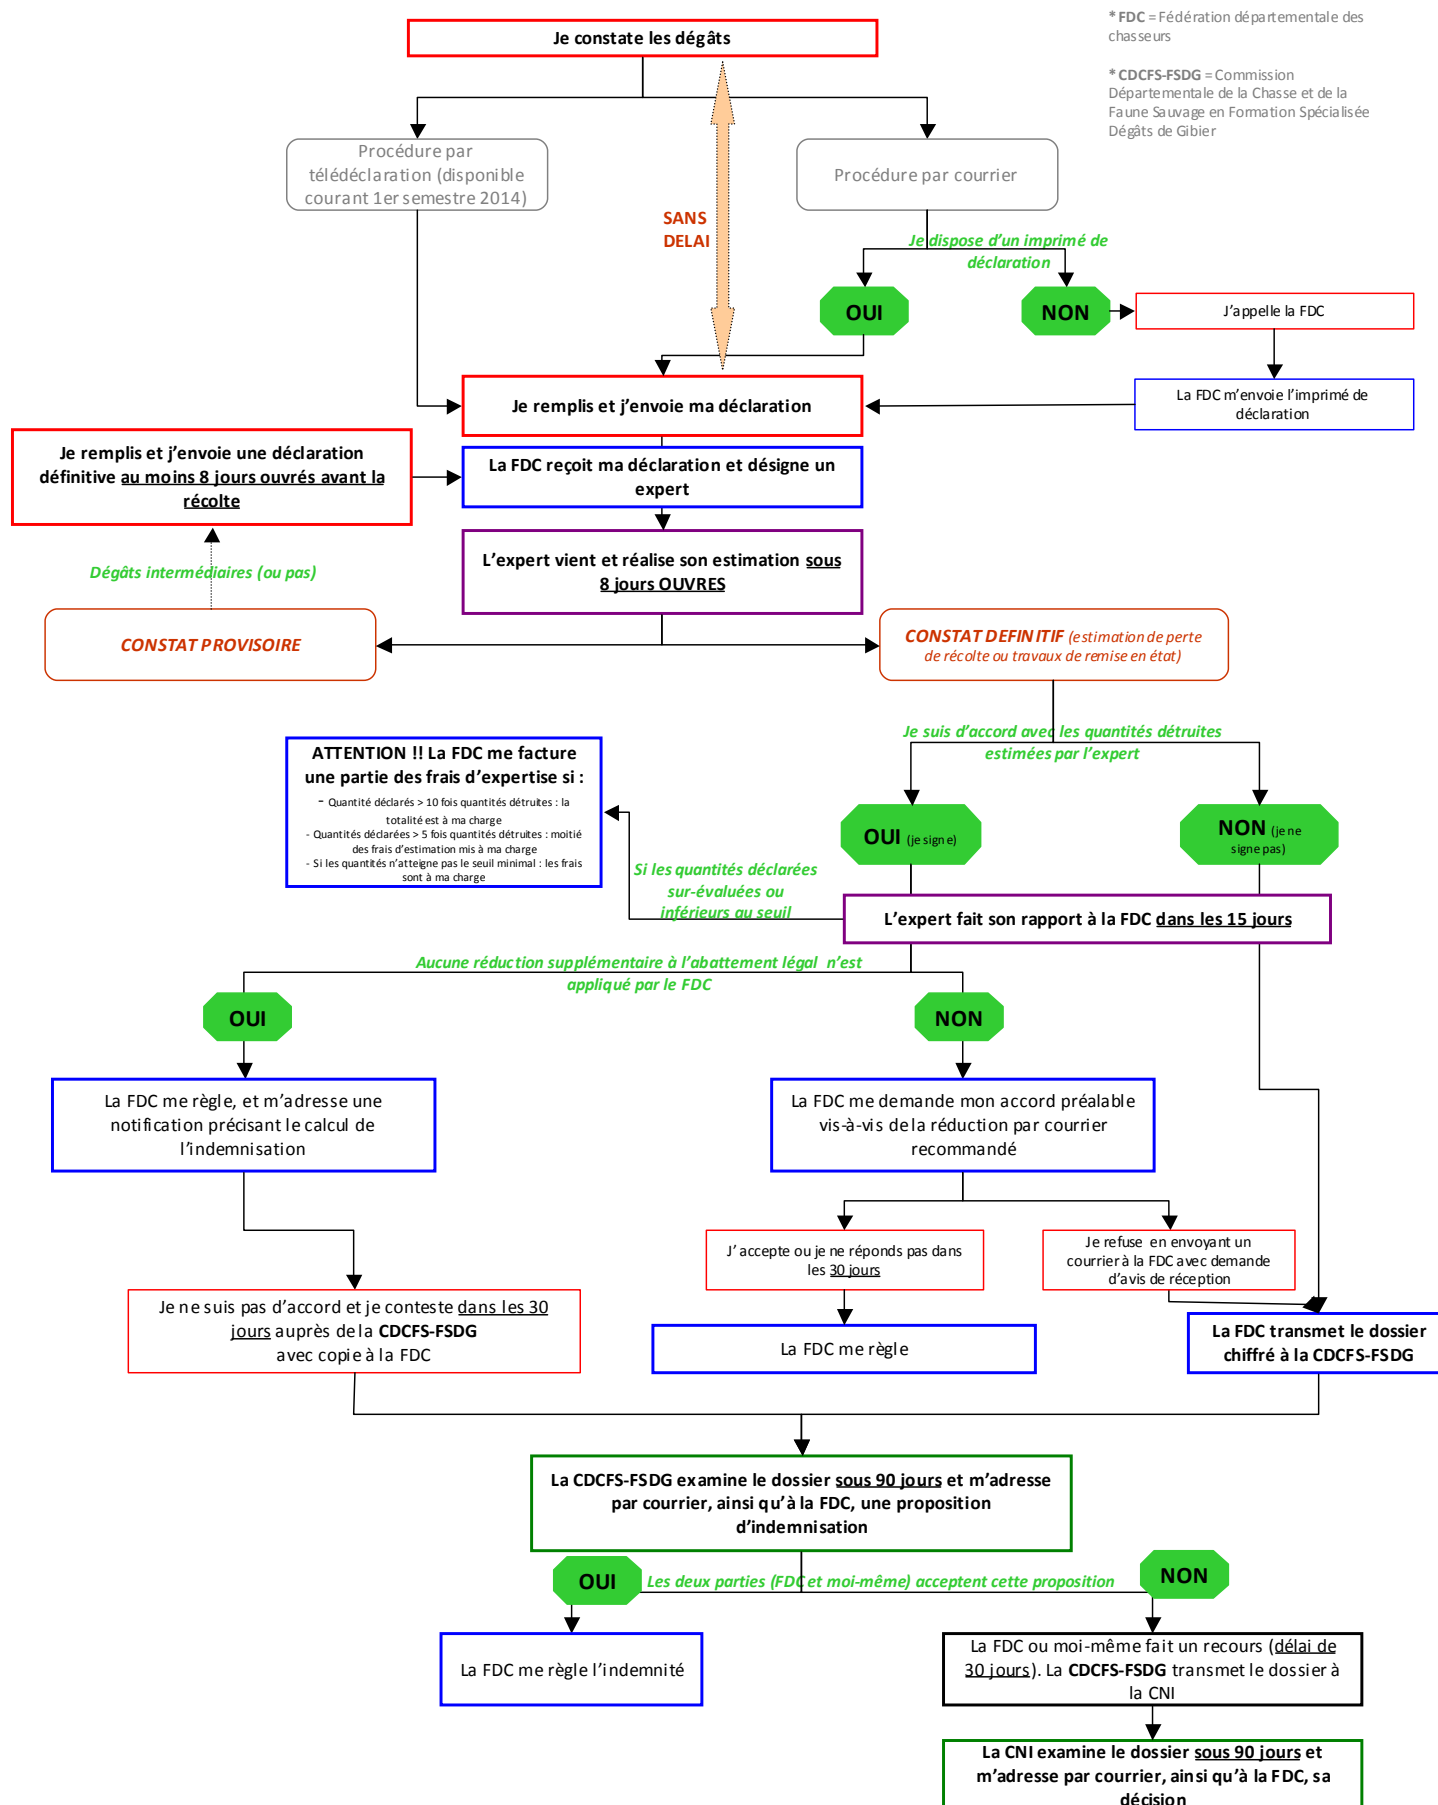 * FDC = Fédération départementale des
chasseurs
* CDCFS-FSDG = Commission
Départementale de la Chasse et de la
Faune Sauvage en Formation Spécialisée
Dégâts de Gibier
Je constate les dégâts
Procédure par
télédéclaration (disponible
courant 1er semestre 2014)
Procédure par courrier
SANS
DELAI
Je dispose d'un imprimé de
déclaration
OUI
NON
J'appelle la FDC
La FDC m'envoie l'imprimé de
déclaration
Je remplis et j'envoie ma déclaration
Je remplis et j'envoie une déclaration
définitive au moins 8 jours ouvrés avant la
récolte
La FDC reçoit ma déclaration et désigne un
expert
L'expert vient et réalise son estimation sous
8 jours OUVRES
Dégâts intermédiaires (ou pas)
CONSTAT PROVISOIRE
CONSTAT DEFINITIF (estimation de perte
de récolte ou travaux de remise en état)
Je suis d'accord avec les quantités détruites
estimées par l'expert
ATTENTION !! La FDC me facture
une partie des frais d'expertise si :
- Quantité déclarés > 10 fois quantités détruites : la
totalité est à ma charge
- Quantités déclarées > 5 fois quantités détruites : moitié
des frais d'estimation mis à ma charge
- Si les quantités n'atteigne pas le seuil minimal : les frais
sont à ma charge
OUI (je signe)
NON (je ne
signe pas)
Si les quantités déclarées
sur-évaluées ou
inférieurs au seuil
L'expert fait son rapport à la FDC dans les 15 jours
Aucune réduction supplémentaire à l'abattement légal n'est
appliqué par le FDC
OUI
NON
La FDC me règle, et m'adresse une
notification précisant le calcul de
l'indemnisation
La FDC me demande mon accord préalable
vis-à-vis de la réduction par courrier
recommandé
J'accepte ou je ne réponds pas dans
les 30 jours
Je refuse en envoyant un
courrier à la FDC avec demande
d'avis de réception
Je ne suis pas d'accord et je conteste dans les 30
jours auprès de la CDCFS-FSDG
avec copie à la FDC
La FDC me règle
La FDC transmet le dossier
chiffré à la CDCFS-FSDG
La CDCFS-FSDG examine le dossier sous 90 jours et m'adresse
par courrier, ainsi qu'à la FDC, une proposition
d'indemnisation
OUI
Les deux parties (FDC et moi-même) acceptent cette proposition
NON
La FDC me règle l'indemnité
La FDC ou moi-même fait un recours (délai de
30 jours). La CDCFS-FSDG transmet le dossier à
la CNI
La CNI examine le dossier sous 90 jours et
m'adresse par courrier, ainsi qu'à la FDC, sa
décision